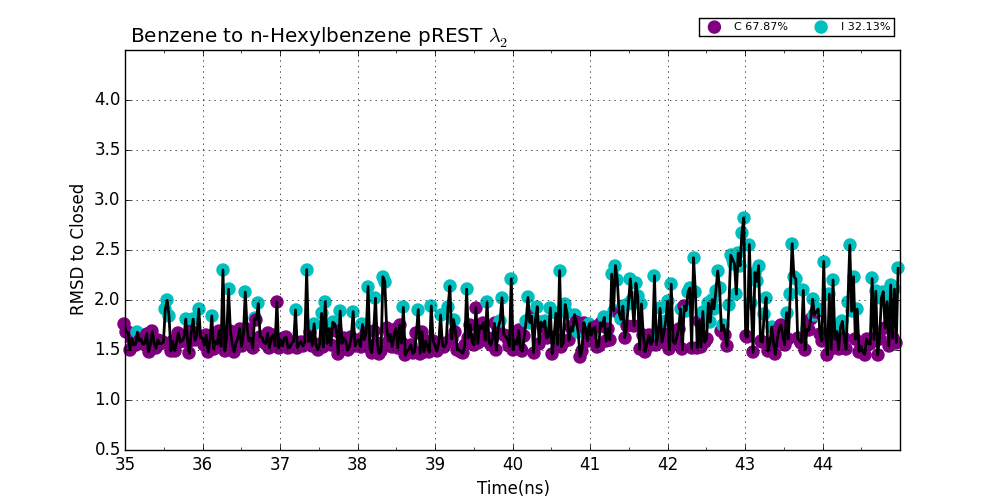 Benzene to n-Hexylbenzene pREST λ₂
C 67.87% I 32.13%
4.0
3.5
3.0
2.5
2.0
1.5
1.0
0.5
RMSD to Closed
35 36 37 38 39 40 41 42 43 44
Time(ns)